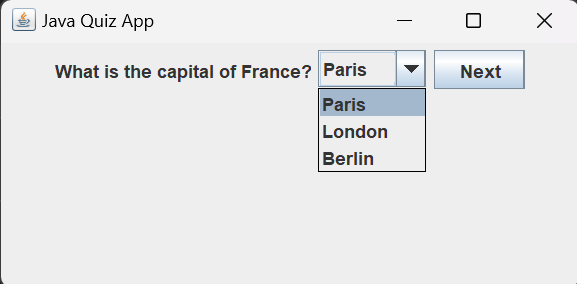 Java Quiz App
What is the capital of France? Paris Next
Paris
London
Berlin